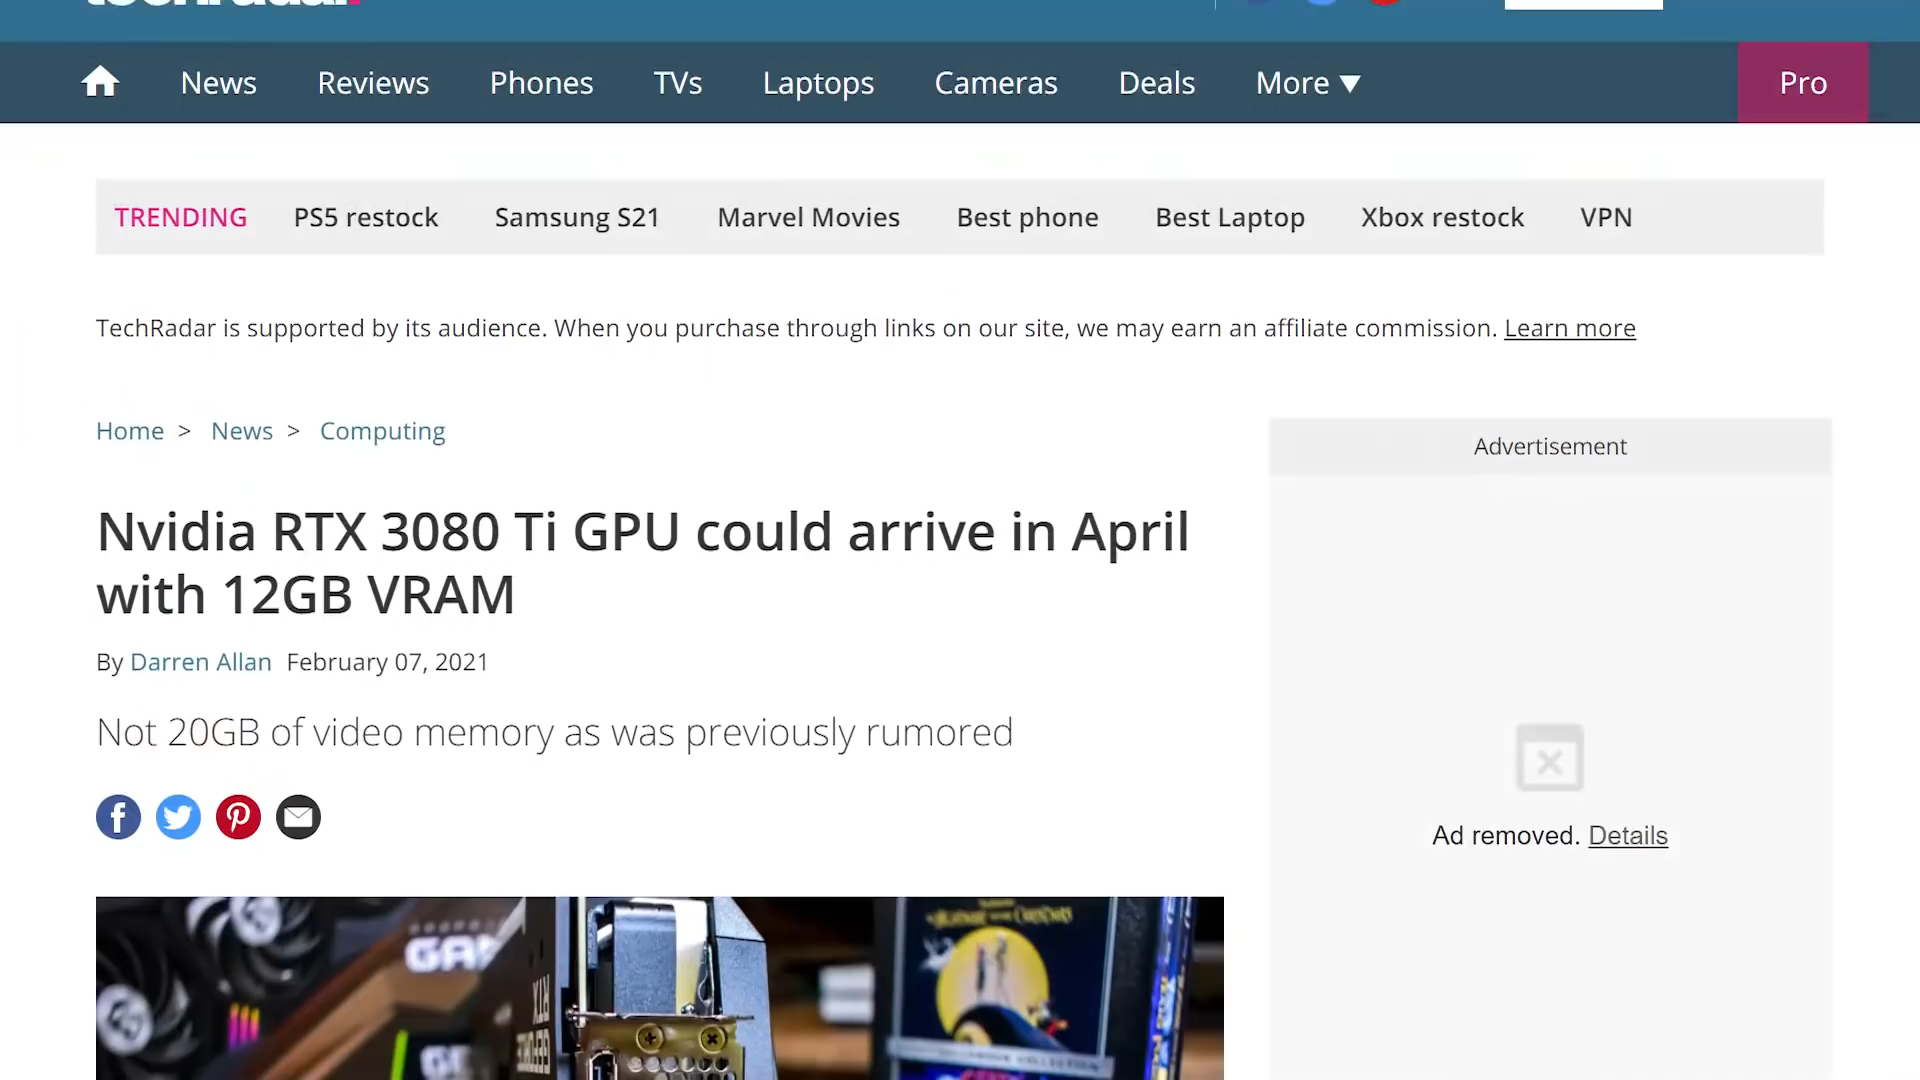 techradar.
News Reviews Phones TVs Laptops Cameras Deals More Pro
TRENDING PS5 restock Samsung S21 Marvel Movies Best phone Best Laptop Xbox restock VPN
TechRadar is supported by its audience. When you purchase through links on our site, we may earn an affiliate commission. Learn more
Home > News > Computing
Advertisement
Nvidia RTX 3080 Ti GPU could arrive in April
with 12GB VRAM
By Darren Allan February 07, 2021
Not 20GB of video memory as was previously rumored
Ad removed. Details
GEFORCE RTX